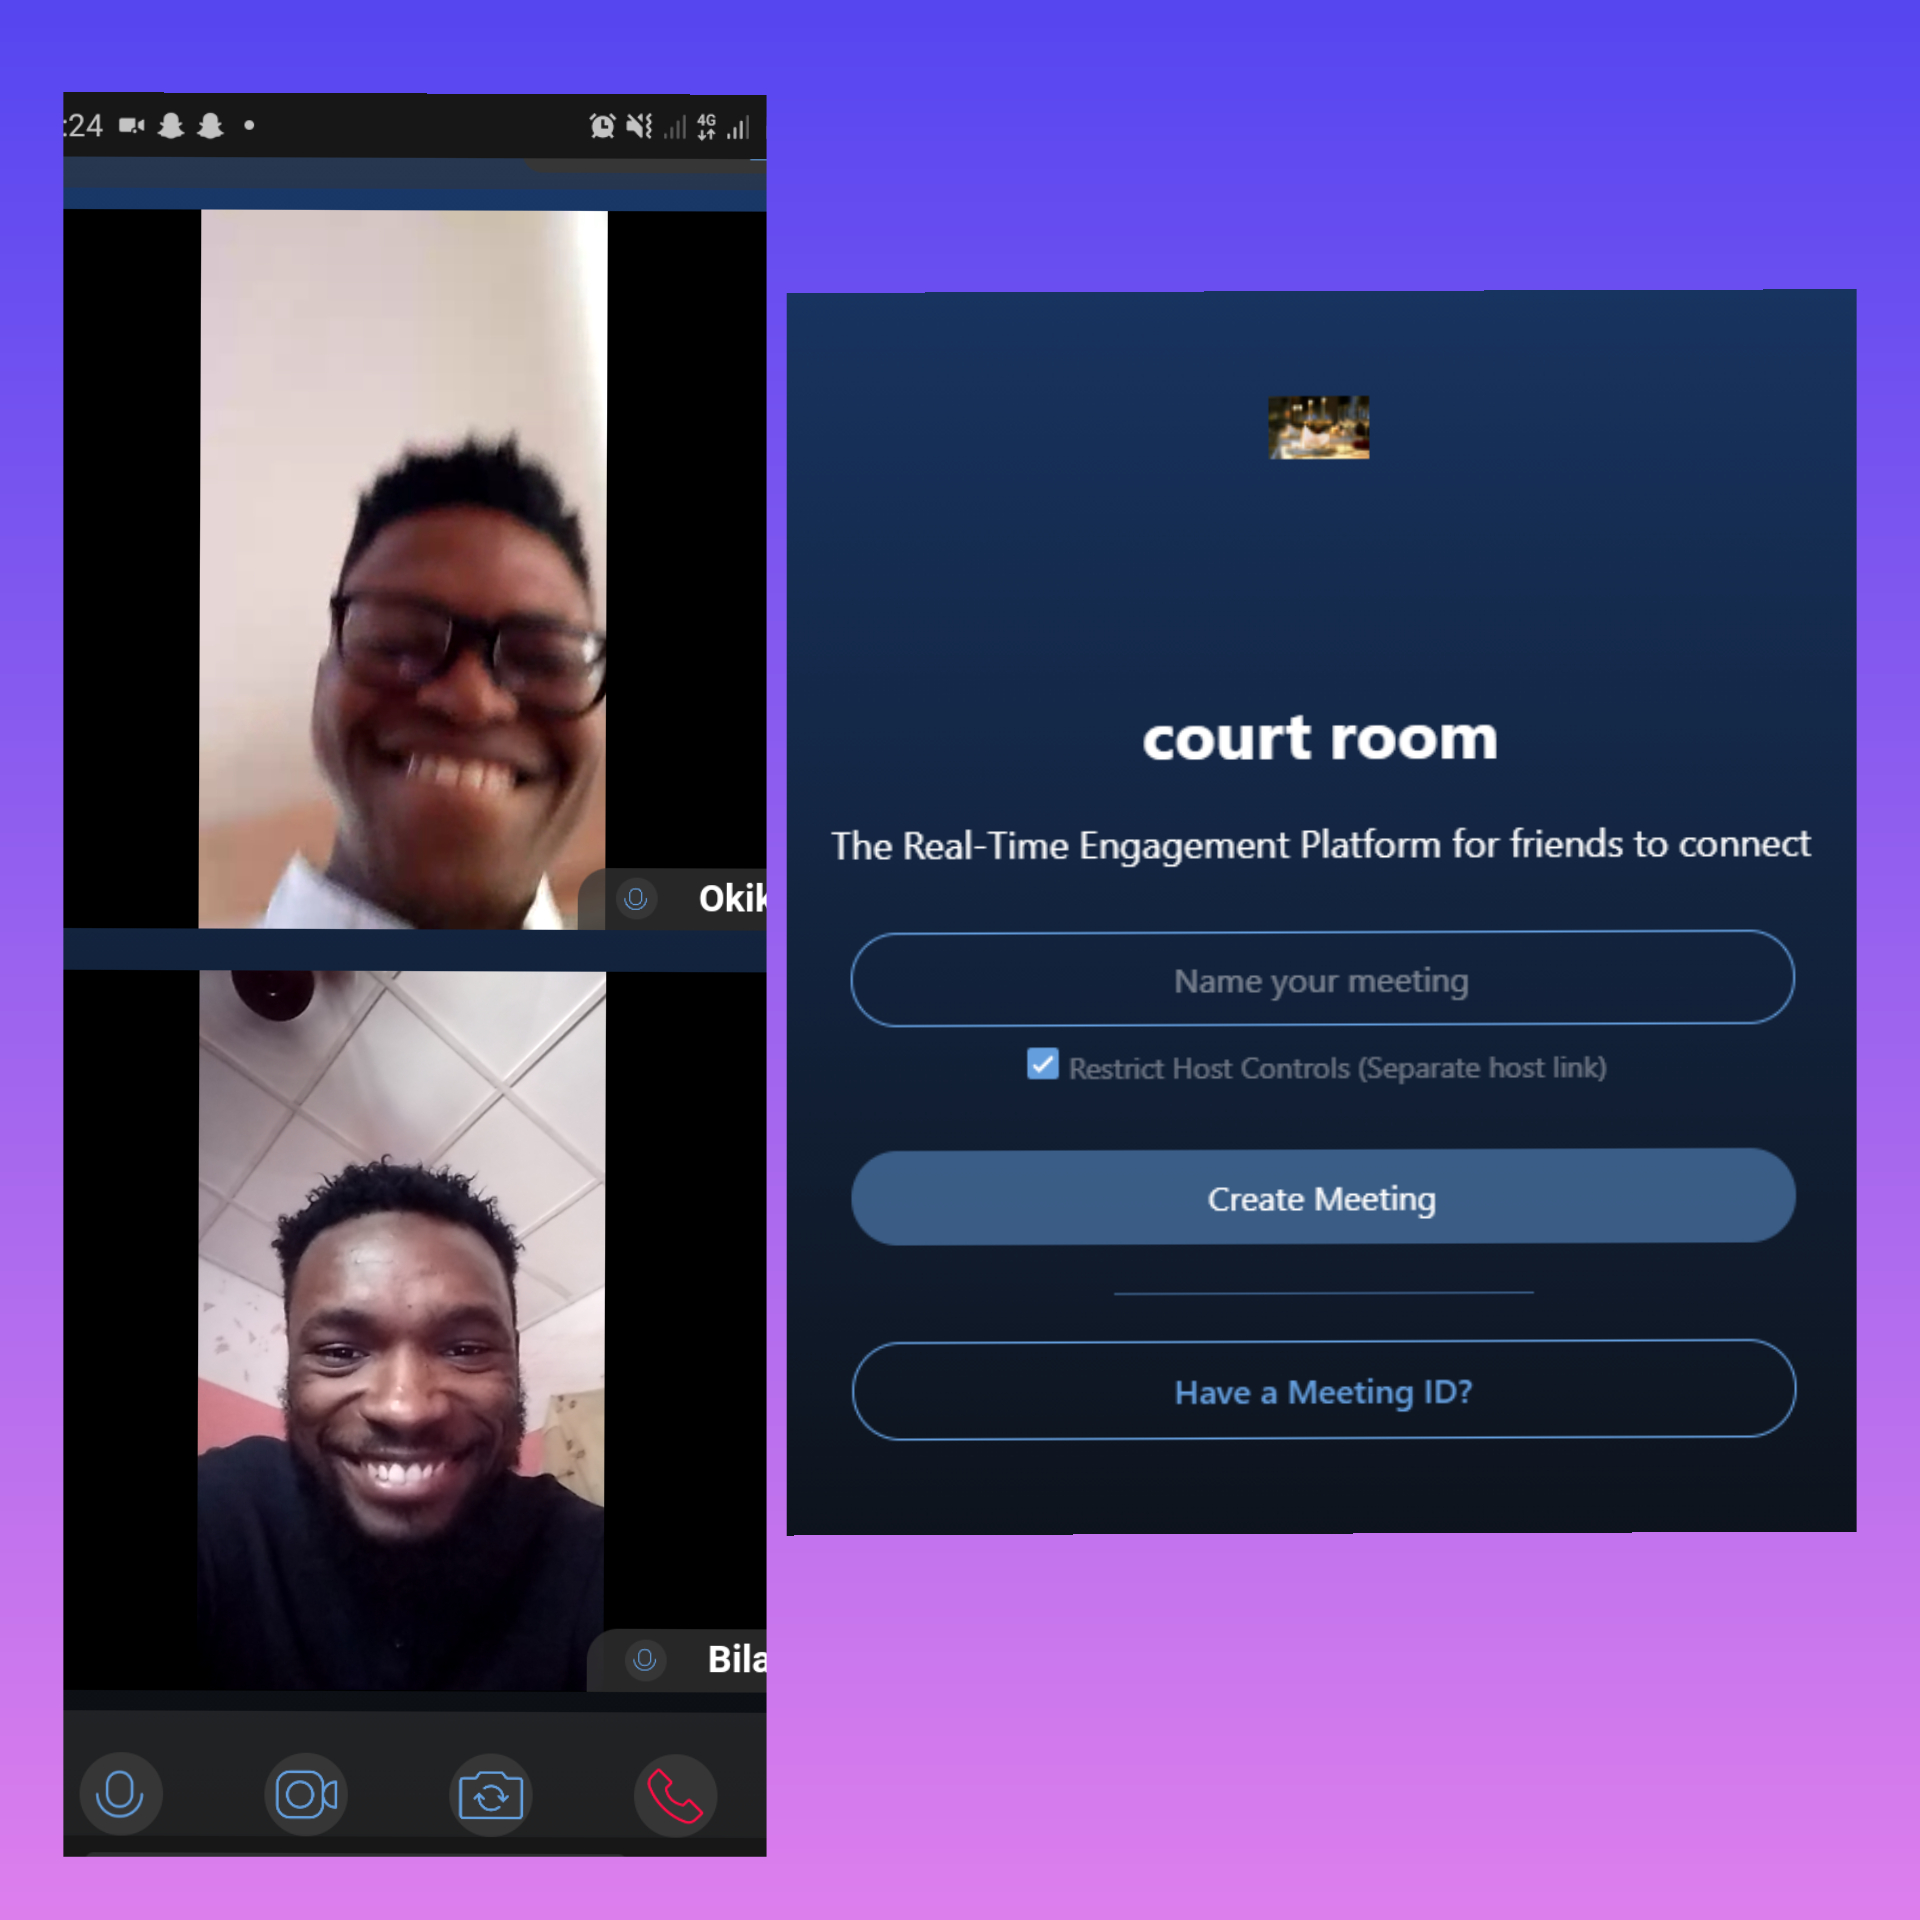 :24
4G
Okik
Bila
court room
The Real-Time Engagement Platform for friends to connect
Name your meeting
Restrict Host Controls (Separate host link)
Create Meeting
Have a Meeting ID?